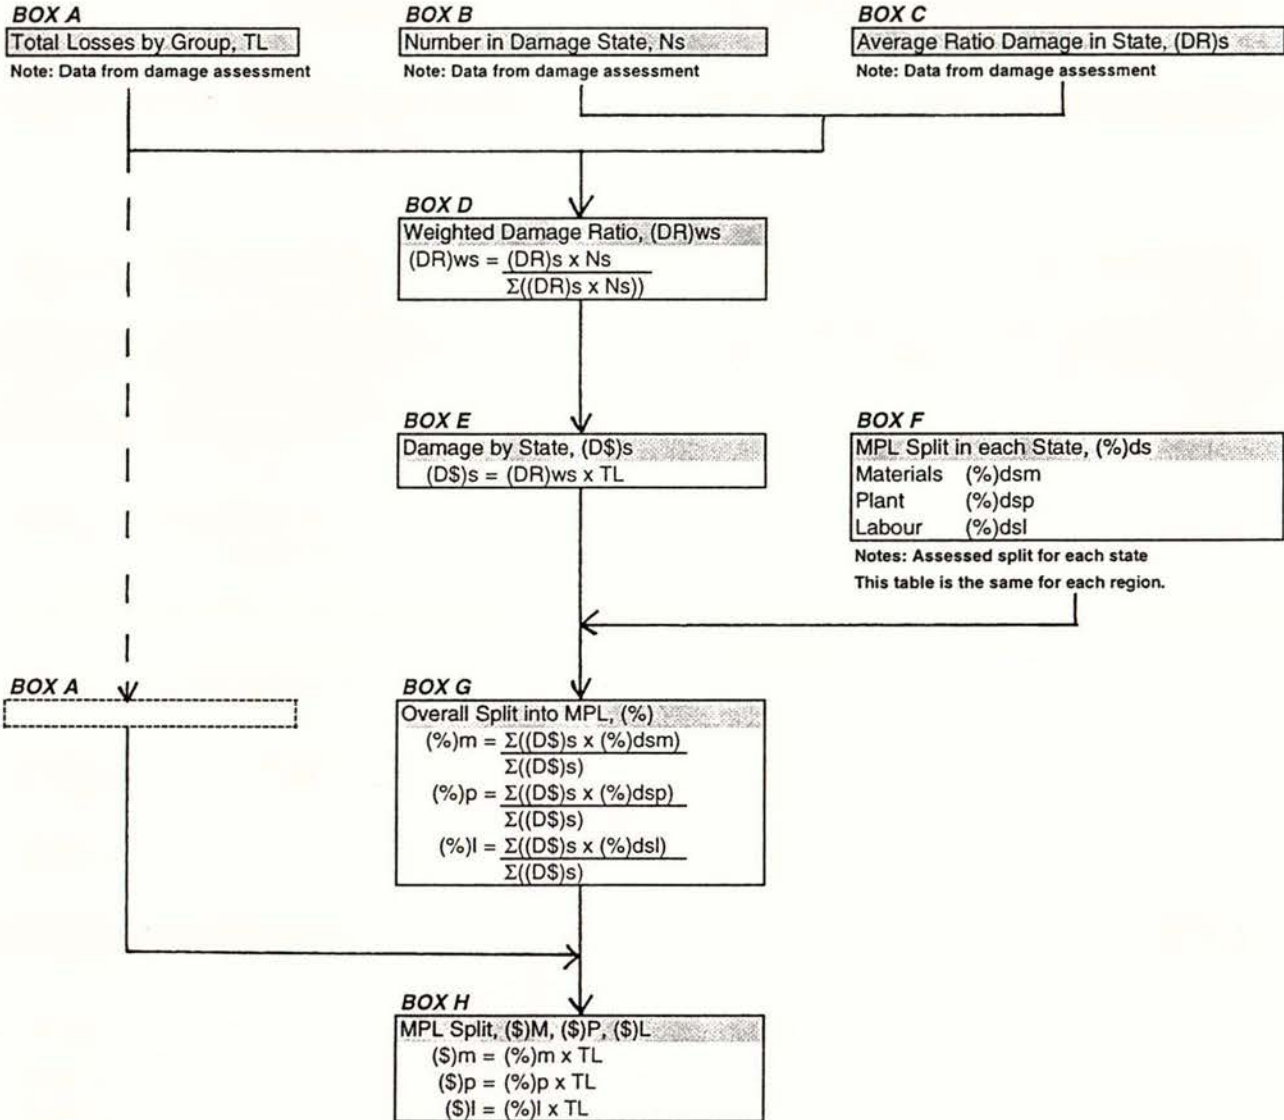 BOX A
Total Losses by Group, TL
Note: Data from damage assessment
BOX B
Number in Damage State, Ns
Note: Data from damage assessment
BOX C
Average Ratio Damage in State, (DR)s
Note: Data from damage assessment
BOX D
Weighted Damage Ratio, (DR)ws
(DR)ws = (DR)s x Ns
Σ((DR)s x Ns))
BOX E
Damage by State, (D$)s
(D$)s = (DR)ws x TL
BOX F
MPL Split in each State, (%)ds
Materials (%)dsm
Plant (%)dsp
Labour (%)dsl
Notes: Assessed split for each state
This table is the same for each region.
BOX A
BOX G
Overall Split into MPL, (%)
(%)m = Σ((D$)s x (%)dsm)
Σ((D$)s)
(%)p = Σ((D$)s x (%)dsp)
Σ((D$)s)
(%)l = Σ((D$)s x (%)dsl)
Σ((D$)s)
BOX H
MPL Split, ($)M, ($)P, ($)L
($)m = (%)m x TL
($)p = (%)p x TL
($)l = (%)l x TL